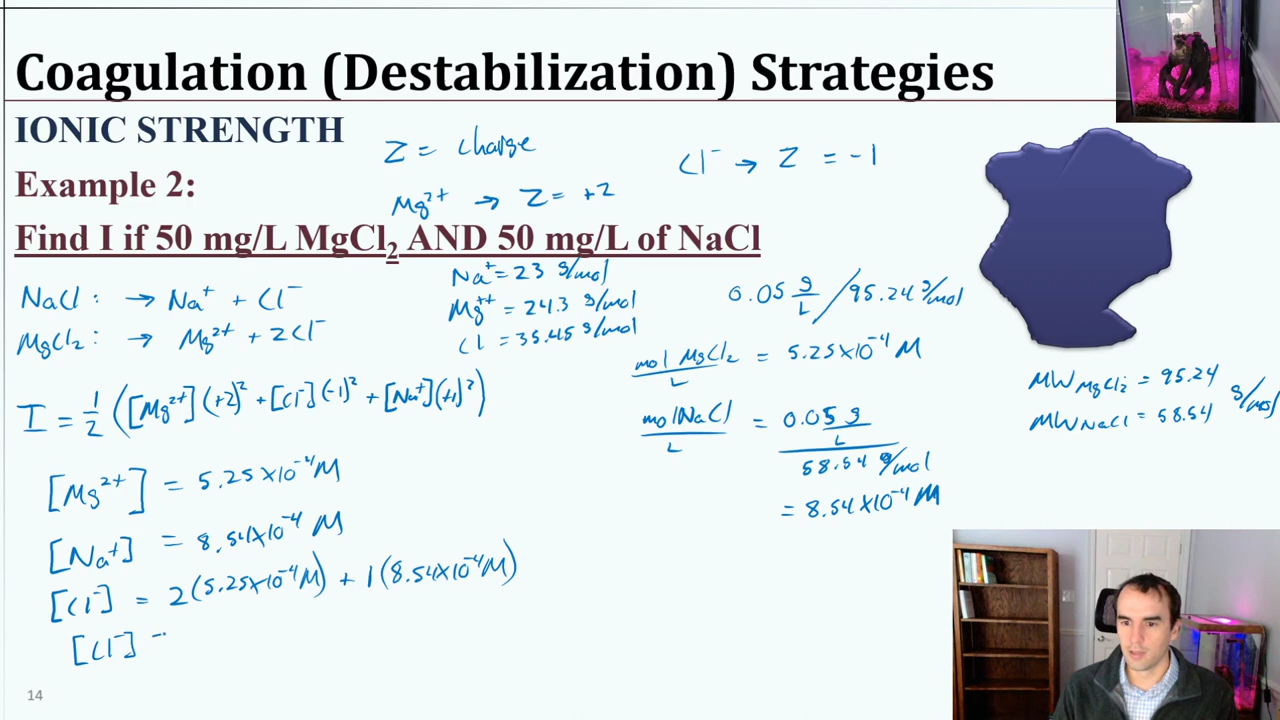 Coagulation (Destabilization) Strategies
IONIC STRENGTH
Z = charge
Cl⁻ → Z = -1
Example 2:
Mg²⁺ → Z = +2
Find I if 50 mg/L MgCl₂ AND 50 mg/L of NaCl
NaCl: → Na⁺ + Cl⁻
MgCl₂: → Mg²⁺ + 2Cl⁻
Na⁺ = 23 g/mol
Mg⁺⁺ = 24.3 g/mol
Cl = 35.45 g/mol
0.05 g/L / 95.24 g/mol
mol MgCl₂/L = 5.25×10⁻⁴ M
MW MgCl₂ = 95.24
MW NaCl = 58.54 g/mol
I = 1/2 ([Mg²⁺](+2)² + [Cl⁻](-1)² + [Na⁺](+1)²)
mol NaCl/L = 0.05 g/L / 58.54 g/mol
= 8.54×10⁻⁴ M
[Mg²⁺] = 5.25×10⁻⁴ M
[Na⁺] = 8.54×10⁻⁴ M
[Cl⁻] = 2(5.25×10⁻⁴M) + 1(8.54×10⁻⁴M)
[Cl⁻] -
14